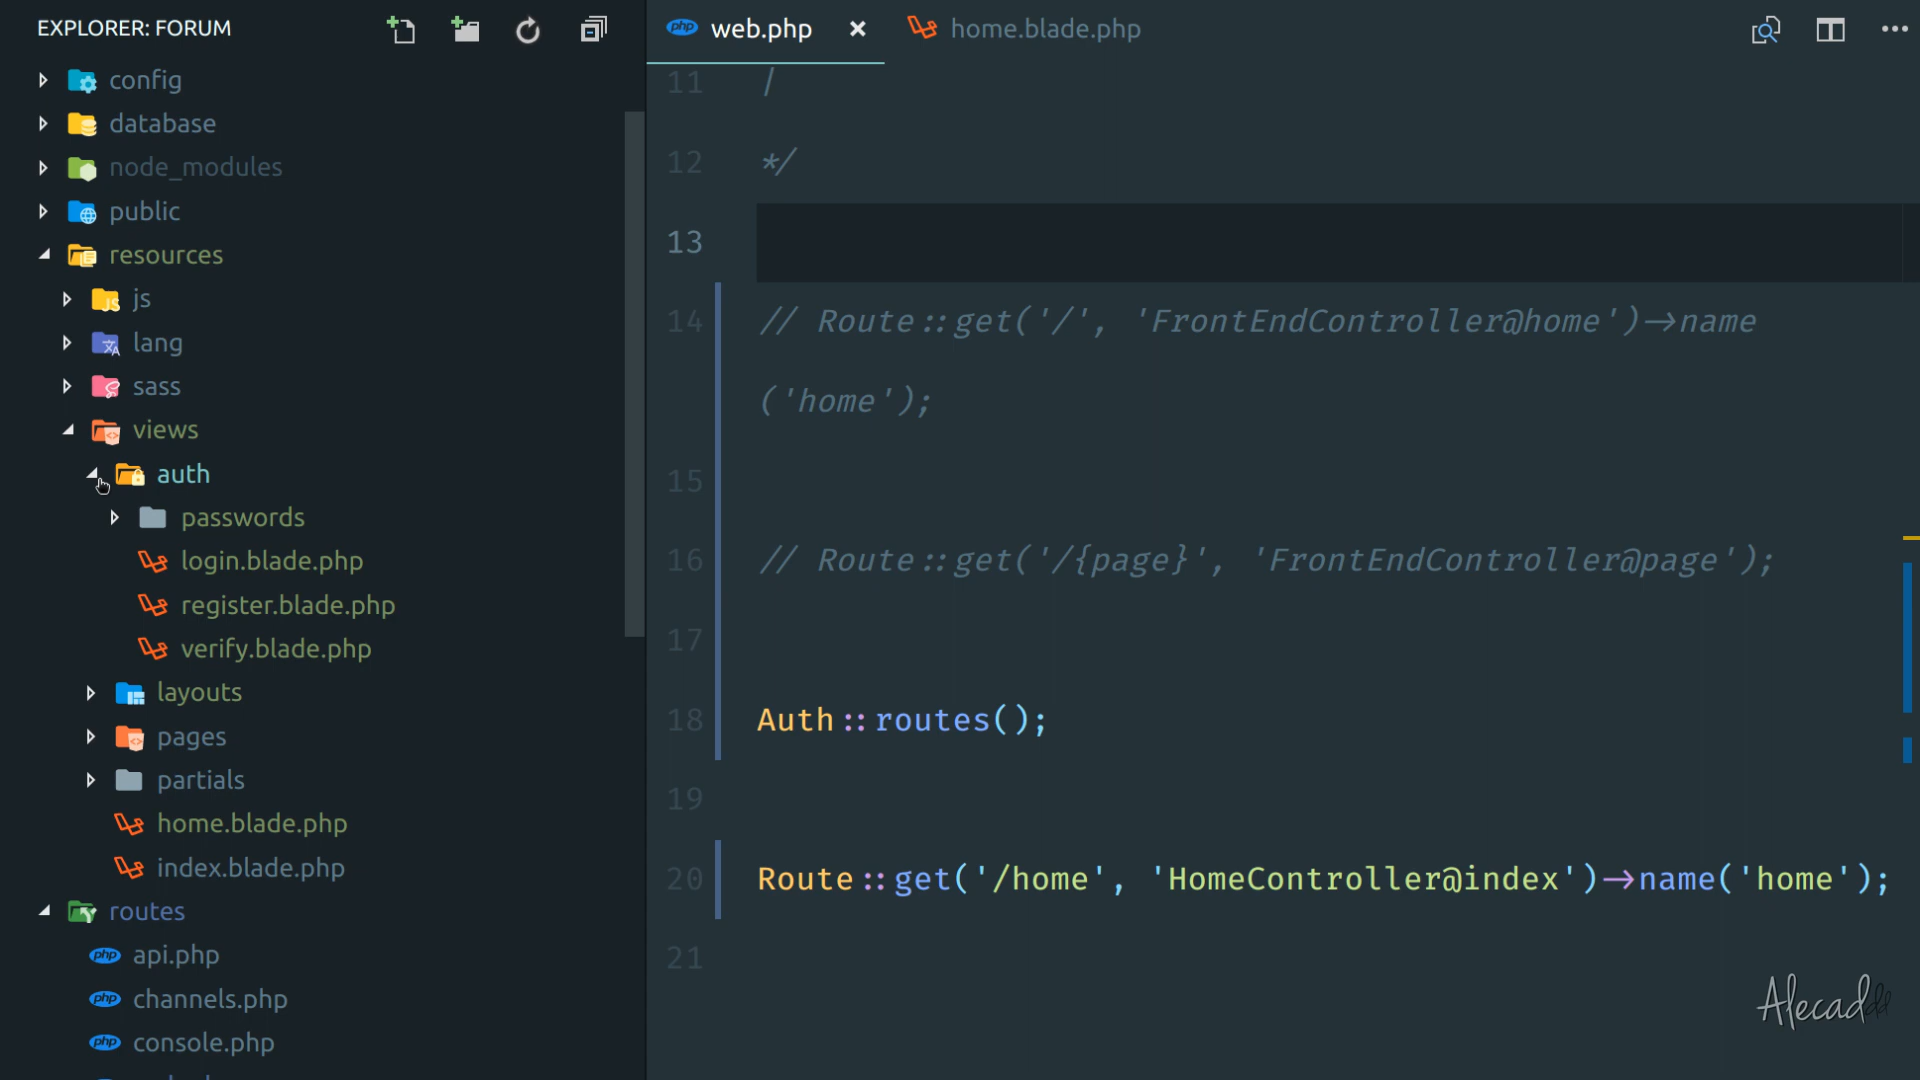 EXPLORER: FORUM
config
database
node_modules
public
resources
js
lang
sass
views
auth
passwords
login.blade.php
register.blade.php
verify.blade.php
layouts
pages
partials
home.blade.php
index.blade.php
routes
api.php
channels.php
console.php
web.php
home.blade.php
11 |
12 */
13
14 // Route::get('/', 'FrontEndController@home')->name
('home');
15
16 // Route::get('/{page}', 'FrontEndController@page');
17
18 Auth::routes();
19
20 Route::get('/home', 'HomeController@index')->name('home');
21
Alecaddd